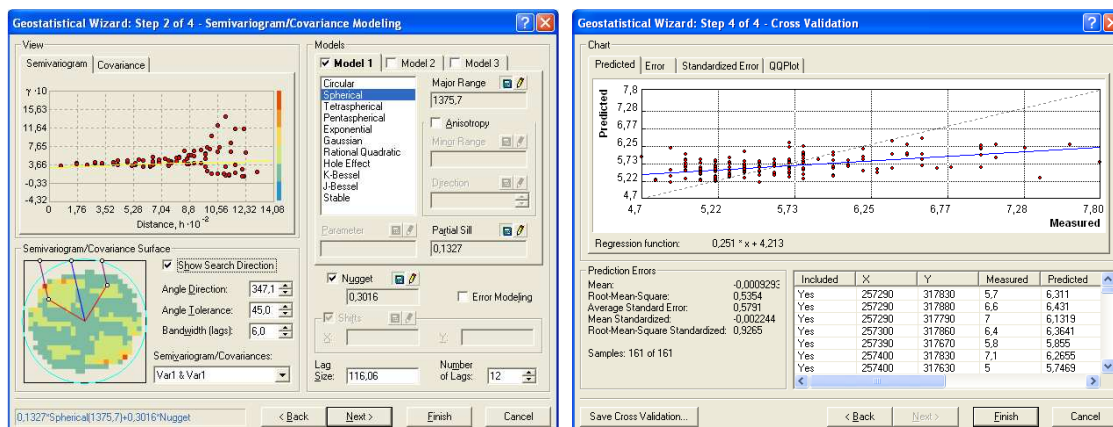 Geostatistical Wizard: Step 2 of 4 - Semivariogram/Covariance Modeling
View
Semivariogram Covariance
γ ·10
15,63
11,64
7,65
3,66
-0,33
-4,32
0 1,76 3,52 5,28 7,04 8,8 10,56 12,32 14,08
Distance, h ·10⁻²
Semivariogram/Covariance Surface
Show Search Direction
Angle Direction: 347,1
Angle Tolerance: 45,0
Bandwidth (lags): 6,0
Semivariogram/Covariances:
Var1 & Var1
Models
Model 1 Model 2 Model 3
Circular
Spherical
Tetraspherical
Pentaspherical
Exponential
Gaussian
Rational Quadratic
Hole Effect
K-Bessel
J-Bessel
Stable
Major Range
1375,7
Anisotropy
Minor Range
Direction
Parameter
Partial Sill
0,1327
Nugget
0,3016
Error Modeling
Shifts
X: Y:
Lag Size: 116,06
Number of Lags: 12
0,1327*Spherical(1375,7)+0,3016*Nugget
< Back Next > Finish Cancel
Geostatistical Wizard: Step 4 of 4 - Cross Validation
Chart
Predicted Error Standardized Error QQPlot
Predicted
7,8
7,28
6,77
6,25
5,73
5,22
4,7
4,7 5,22 5,73 6,25 6,77 7,28 7,80
Measured
Regression function: 0,251 * x + 4,213
Prediction Errors
Mean: -0,0009293
Root-Mean-Square: 0,5354
Average Standard Error: 0,5791
Mean Standardized: -0,002244
Root-Mean-Square Standardized: 0,9265
Samples: 161 of 161
Included X Y Measured Predicted
Yes 257290 317830 5,7 6,311
Yes 257290 317880 6,6 6,431
Yes 257290 317790 7 6,1319
Yes 257300 317860 6,4 6,3641
Yes 257390 317670 5,8 5,855
Yes 257400 317830 7,1 6,2655
Yes 257400 317630 5 5,7469
Save Cross Validation... < Back Next > Finish Cancel